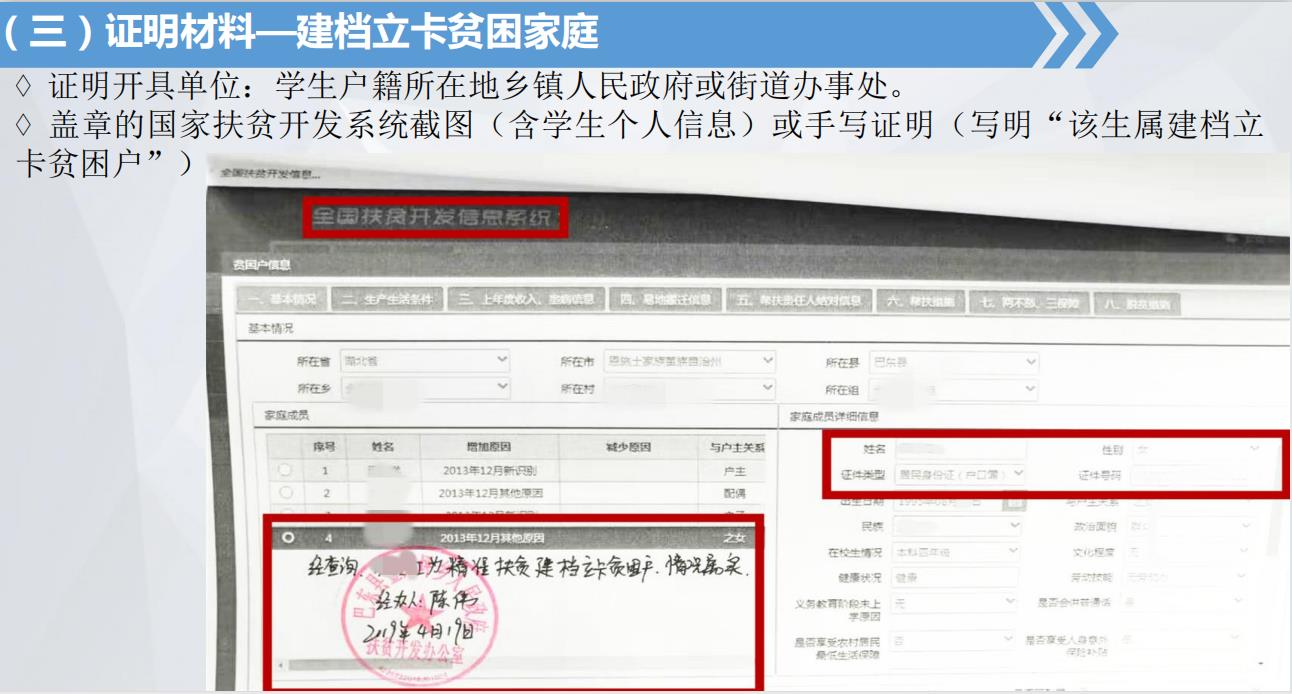 （三）证明材料—建档立卡贫困家庭
◊ 证明开具单位：学生户籍所在地乡镇人民政府或街道办事处。
◊ 盖章的国家扶贫开发系统截图（含学生个人信息）或手写证明（写明“该生属建档立
卡贫困户”）
全国扶贫开发信息...
全国扶贫开发信息系统
贫困户信息
一、基本情况 二、生产生活条件 三、上年度收入、患病信息 四、易地搬迁信息 五、帮扶责任人结对信息 六、帮扶措施 七、两不愁、三保障
基本情况
所在省 湖北省 所在市 恩施土家族苗族自治州 所在县 巴东县
所在乡 所在村 所在组
家庭成员 家庭成员详细信息
序号 姓名 增加原因 减少原因 与户主关系
1 2013年12月新识别 户主
2 2013年12月其他原因 配偶
4 2013年12月其他原因 之女
姓名 性别 女
证件类型 居民身份证（户口簿） 证件号码
出生日期
民族 政治面貌
在校生情况 本科四年级 文化程度 无
健康状况 健康 劳动技能
义务教育阶段未上 无 是否会讲普通话 是
学原因
是否享受农村居民 否 是否享受人身意外
最低生活保障 保险补贴
经查询, 为精准扶贫建档立卡贫困户.情况属实.
经办人: 陈伟
2019年4月19日
人民政府
扶贫开发办公室